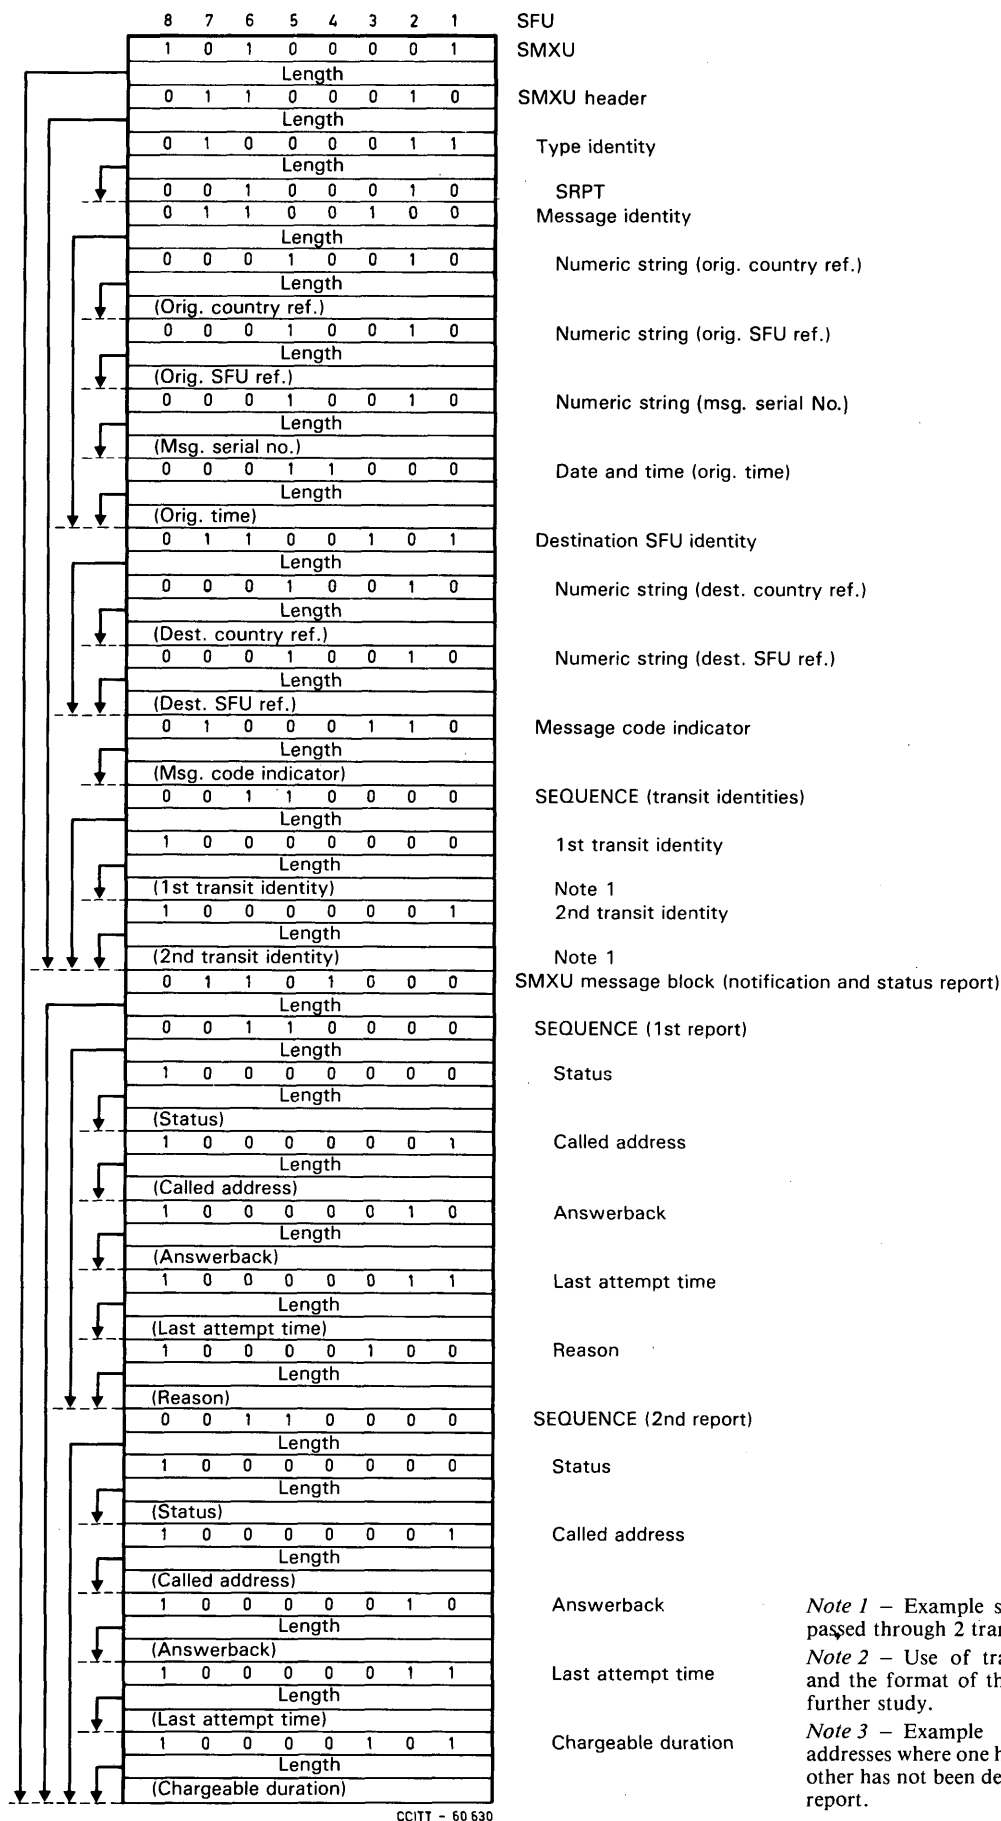 8 7 6 5 4 3 2 1 SFU
1 0 1 0 0 0 0 1 SMXU
Length
0 1 1 0 0 0 1 0 SMXU header
Length
0 1 0 0 0 0 1 1 Type identity
Length
0 0 1 0 0 0 1 0 SRPT
0 1 1 0 0 1 0 0 Message identity
Length
0 0 0 1 0 0 1 0 Numeric string (orig. country ref.)
Length
(Orig. country ref.)
0 0 0 1 0 0 1 0 Numeric string (orig. SFU ref.)
Length
(Orig. SFU ref.)
0 0 0 1 0 0 1 0 Numeric string (msg. serial No.)
Length
(Msg. serial no.)
0 0 0 1 1 0 0 0 Date and time (orig. time)
Length
(Orig. time)
0 1 1 0 0 1 0 1 Destination SFU identity
Length
0 0 0 1 0 0 1 0 Numeric string (dest. country ref.)
Length
(Dest. country ref.)
0 0 0 1 0 0 1 0 Numeric string (dest. SFU ref.)
Length
(Dest. SFU ref.)
0 1 0 0 0 1 1 0 Message code indicator
Length
(Msg. code indicator)
0 0 1 1 0 0 0 0 SEQUENCE (transit identities)
Length
1 0 0 0 0 0 0 0 1st transit identity
Length
(1st transit identity) Note 1
1 0 0 0 0 0 0 1 2nd transit identity
Length
(2nd transit identity) Note 1
0 1 1 0 1 0 0 0 SMXU message block (notification and status report)
Length
0 0 1 1 0 0 0 0 SEQUENCE (1st report)
Length
1 0 0 0 0 0 0 0 Status
Length
(Status)
1 0 0 0 0 0 0 1 Called address
Length
(Called address)
1 0 0 0 0 0 1 0 Answerback
Length
(Answerback)
1 0 0 0 0 0 1 1 Last attempt time
Length
(Last attempt time)
1 0 0 0 0 1 0 0 Reason
Length
(Reason)
0 0 1 1 0 0 0 0 SEQUENCE (2nd report)
Length
1 0 0 0 0 0 0 0 Status
Length
(Status)
1 0 0 0 0 0 0 1 Called address
Length
(Called address)
1 0 0 0 0 0 1 0 Answerback
Length
(Answerback)
1 0 0 0 0 0 1 1 Last attempt time
Length
(Last attempt time)
1 0 0 0 0 1 0 1 Chargeable duration
Length
(Chargeable duration)
CCITT - 60 630
Note 1 – Example s
passed through 2 tran
Note 2 – Use of tra
and the format of th
further study.
Note 3 – Example
addresses where one h
other has not been de
report.